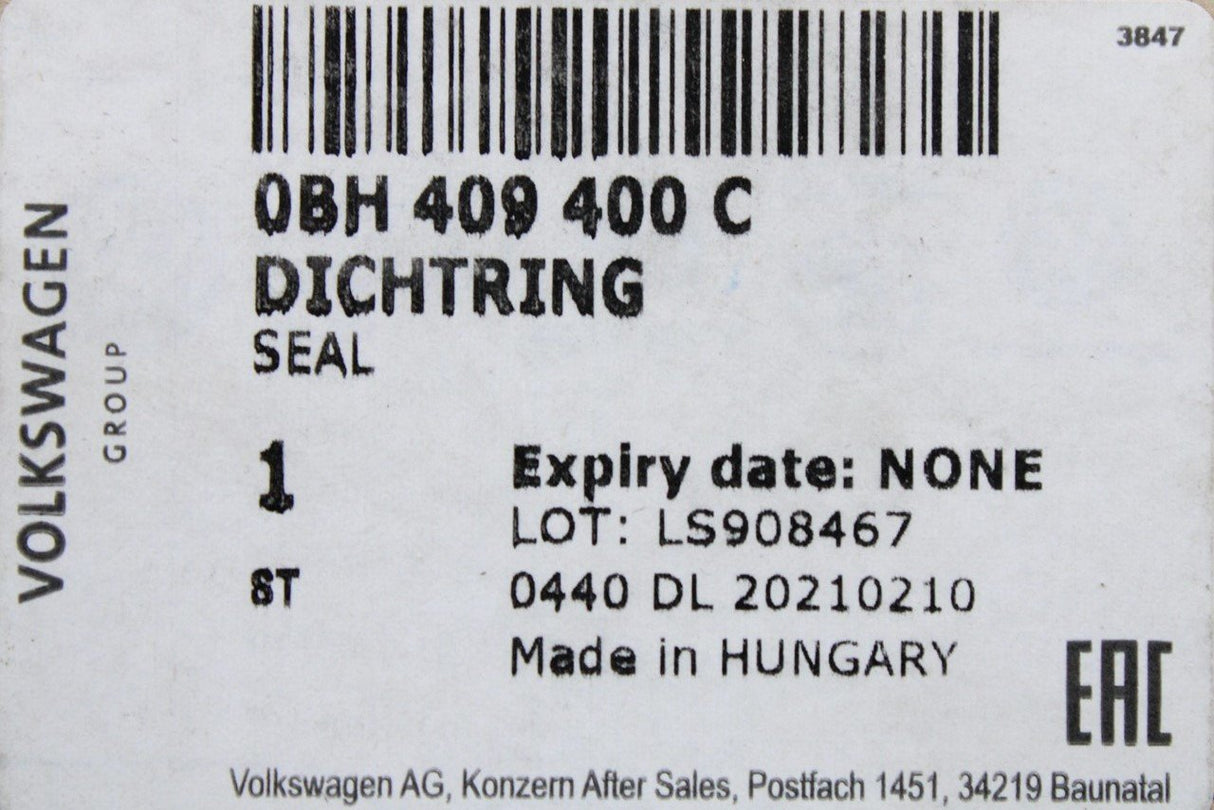 3847
0BH 409 400 C
DICHTRING
SEAL
VOLKSWAGEN
GROUP
1
ST
Expiry date: NONE
LOT: LS908467
0440 DL 20210210
Made in HUNGARY
EAC
Volkswagen AG, Konzern After Sales, Postfach 1451, 34219 Baunatal